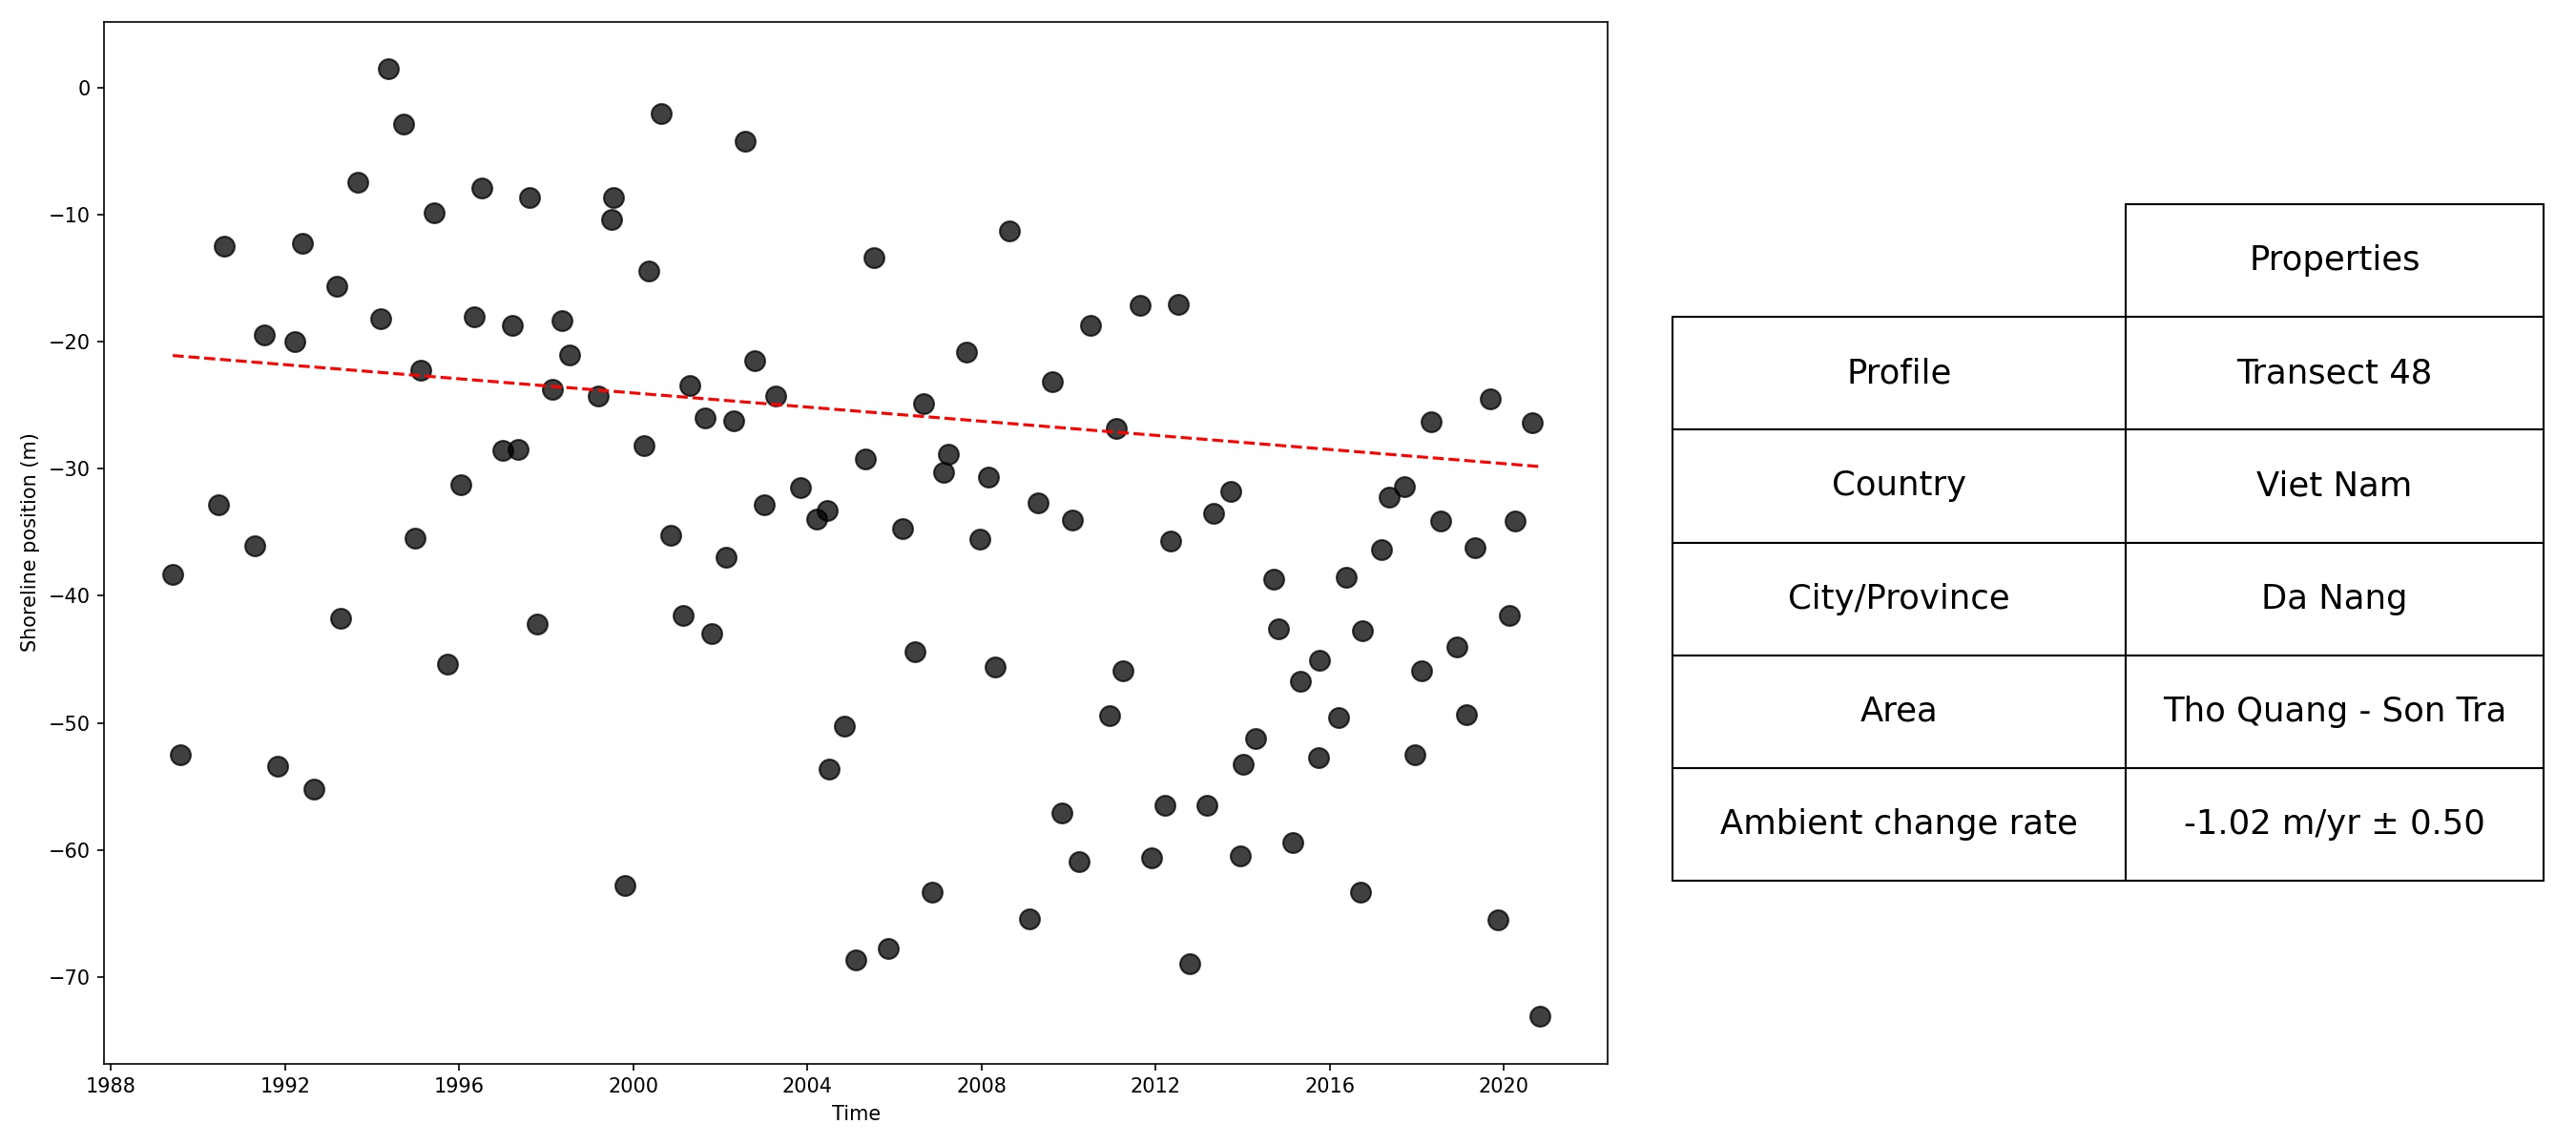 0
−10
−20
−30
−40
−50
−60
−70
Shoreline position (m)
1988 1992 1996 2000 2004 2008 2012 2016 2020
Time
Properties
Profile Transect 48
Country Viet Nam
City/Province Da Nang
Area Tho Quang - Son Tra
Ambient change rate -1.02 m/yr ± 0.50